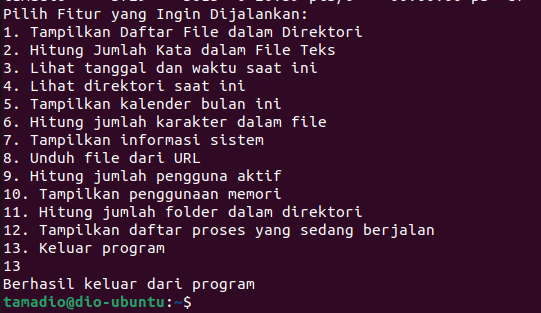 Pilih Fitur yang Ingin Dijalankan:
1. Tampilkan Daftar File dalam Direktori
2. Hitung Jumlah Kata dalam File Teks
3. Lihat tanggal dan waktu saat ini
4. Lihat direktori saat ini
5. Tampilkan kalender bulan ini
6. Hitung jumlah karakter dalam file
7. Tampilkan informasi sistem
8. Unduh file dari URL
9. Hitung jumlah pengguna aktif
10. Tampilkan penggunaan memori
11. Hitung jumlah folder dalam direktori
12. Tampilkan daftar proses yang sedang berjalan
13. Keluar program
13
Berhasil keluar dari program
tamadio@dio-ubuntu:~$